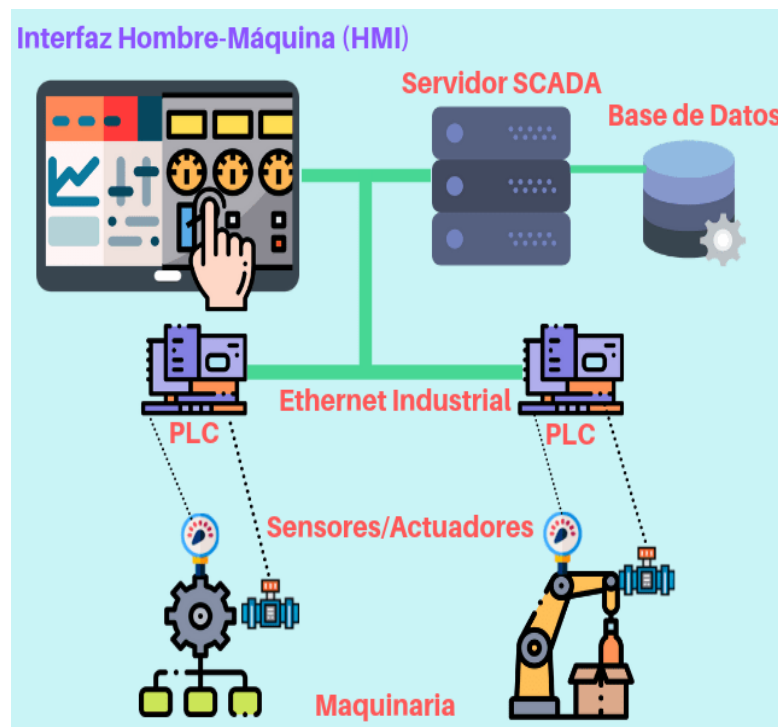 Interfaz Hombre-Máquina (HMI)
Servidor SCADA
Base de Datos
Ethernet Industrial
PLC
PLC
Sensores/Actuadores
Maquinaria